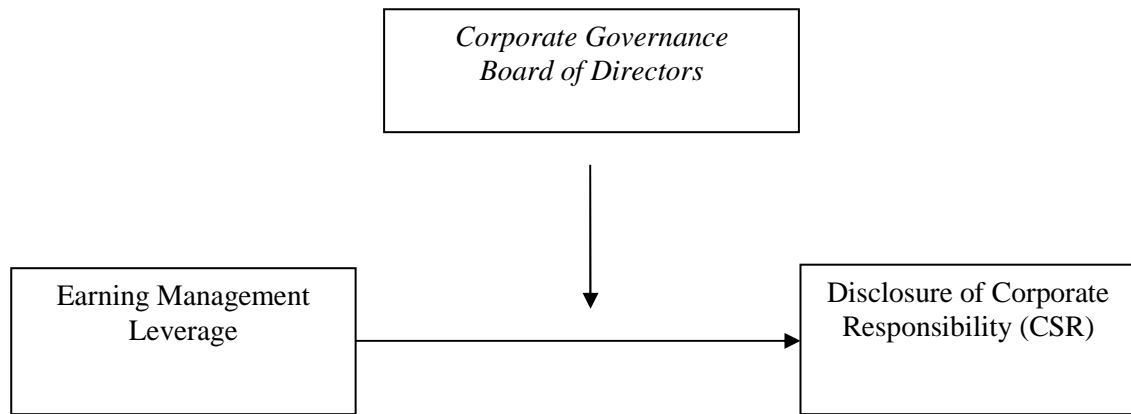 Corporate Governance
Board of Directors
Earning Management
Leverage
Disclosure of Corporate
Responsibility (CSR)